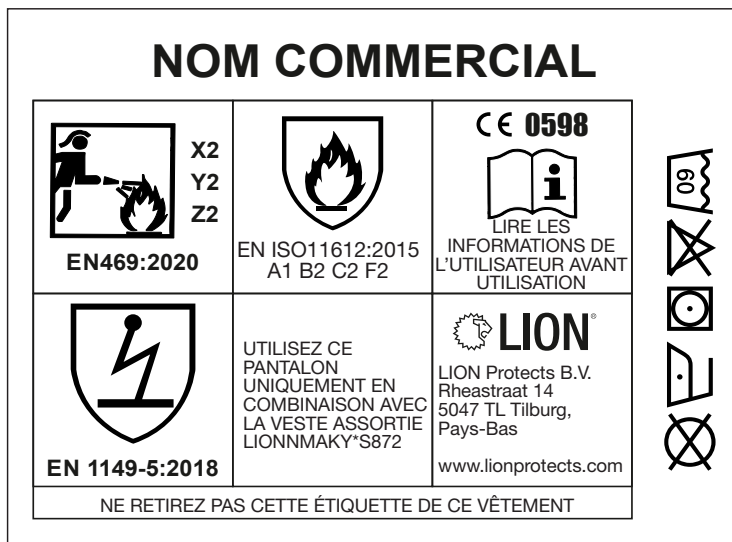 NOM COMMERCIAL
X2
Y2
Z2
EN469:2020
EN ISO11612:2015
A1 B2 C2 F2
CE 0598
i
LIRE LES
INFORMATIONS DE
L'UTILISATEUR AVANT
UTILISATION
EN 1149-5:2018
UTILISEZ CE
PANTALON
UNIQUEMENT EN
COMBINAISON AVEC
LA VESTE ASSORTIE
LIONNMAKY*S872
LION®
LION Protects B.V.
Rheastraat 14
5047 TL Tilburg,
Pays-Bas
www.lionprotects.com
NE RETIREZ PAS CETTE ÉTIQUETTE DE CE VÊTEMENT
60